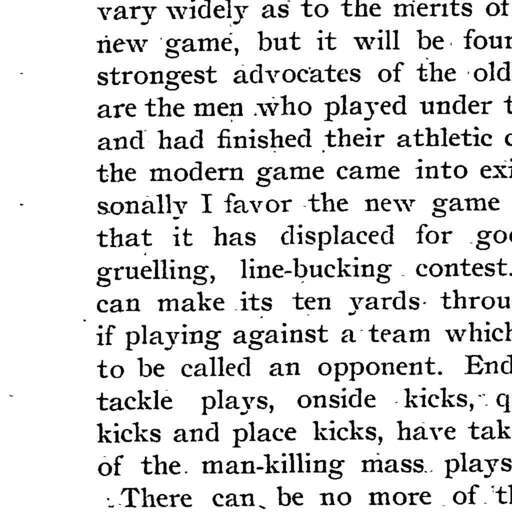 vary widely as to the merits of
new game, but it will be four
strongest advocates of the old
are the men who played under t
and had finished their athletic c
the modern game came into exi
sonally I favor the new game
that it has displaced for goo
gruelling, line-bucking contest.
can make its ten yards throu
if playing against a team which
to be called an opponent. End
tackle plays, onside kicks, q
kicks and place kicks, have tak
of the man-killing mass plays
There can be no more of th